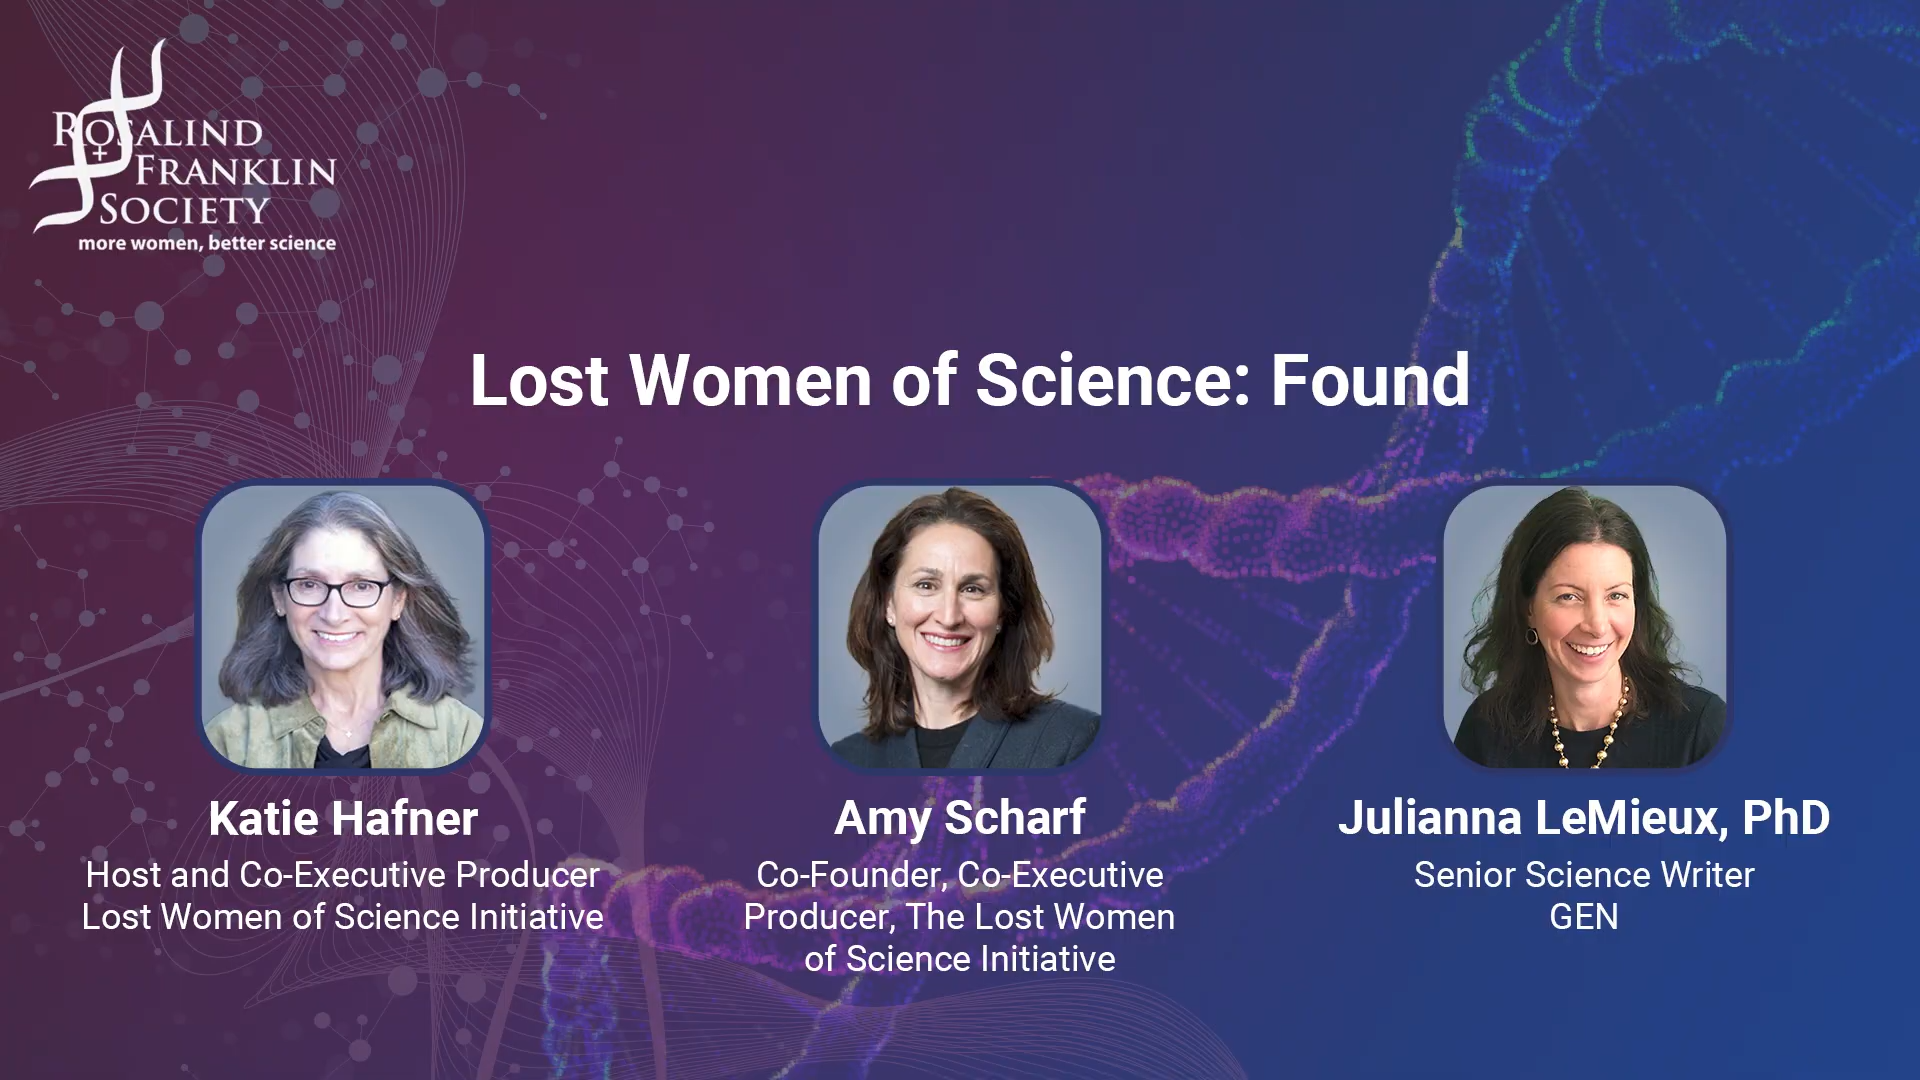 ROSALIND
FRANKLIN
SOCIETY
more women, better science
Lost Women of Science: Found
Katie Hafner
Host and Co-Executive Producer
Lost Women of Science Initiative
Amy Scharf
Co-Founder, Co-Executive
Producer, The Lost Women
of Science Initiative
Julianna LeMieux, PhD
Senior Science Writer
GEN